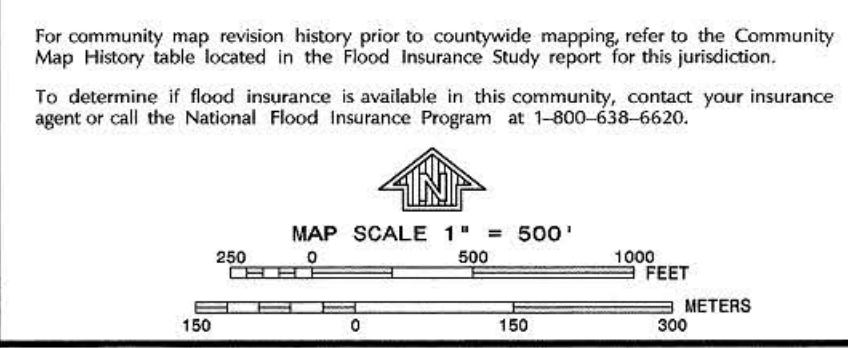 For community map revision history prior to countywide mapping, refer to the Community
Map History table located in the Flood Insurance Study report for this jurisdiction.
To determine if flood insurance is available in this community, contact your insurance
agent or call the National Flood Insurance Program at 1–800–638–6620.
N
MAP SCALE 1" = 500'
250 0 500 1000
FEET
METERS
150 0 150 300